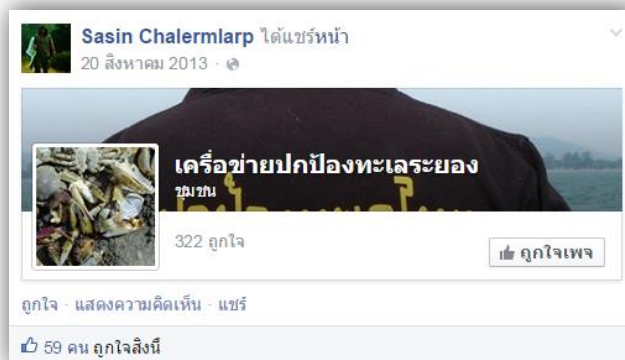 Sasin Chalermlarp ได้แชร์หน้า
20 สิงหาคม 2013
เครือข่ายปกป้องทะเลระยอง
ชุมชน
322 ถูกใจ
ถูกใจเพจ
ถูกใจ · แสดงความคิดเห็น · แชร์
59 คน ถูกใจสิ่งนี้